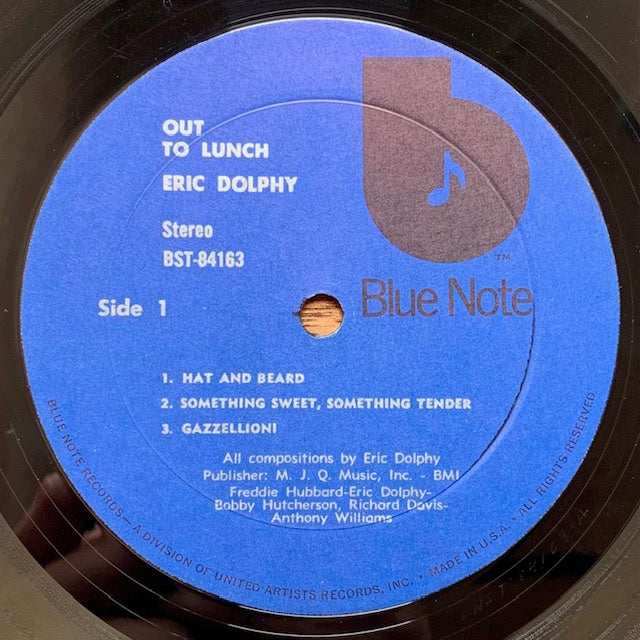 OUT
TO LUNCH
ERIC DOLPHY
Stereo
BST-84163
TM
Blue Note
Side 1
1. HAT AND BEARD
2. SOMETHING SWEET, SOMETHING TENDER
3. GAZZELLIONI
All compositions by Eric Dolphy
Publisher: M. J. Q. Music, Inc. - BMI
Freddie Hubbard-Eric Dolphy-
Bobby Hutcherson, Richard Davis-
Anthony Williams
BLUE NOTE RECORDS — A DIVISION OF UNITED ARTISTS RECORDS, INC. • MADE IN U.S.A. • ALL RIGHTS RESERVED